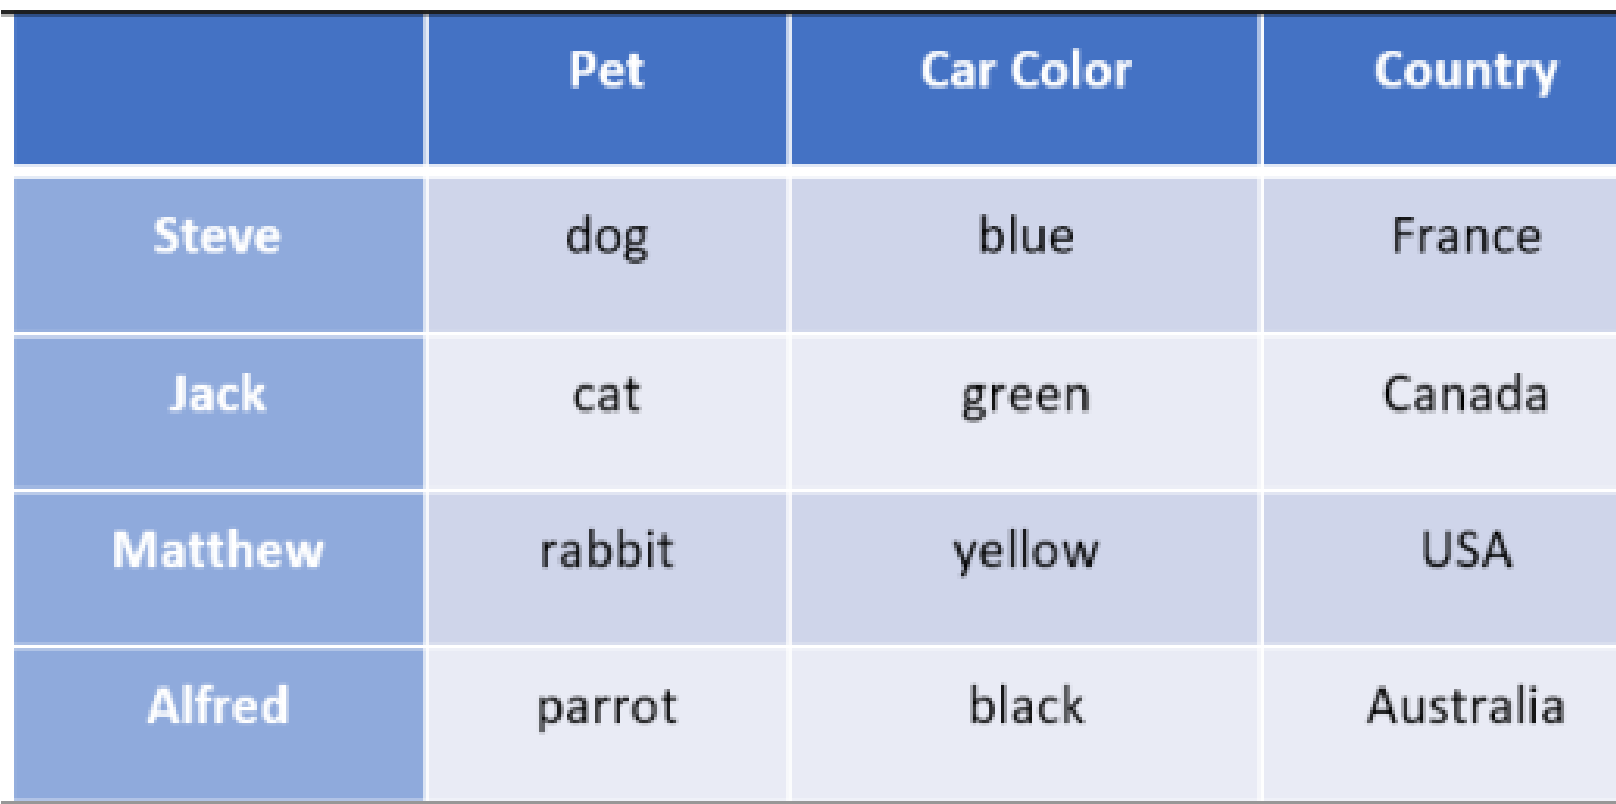 Pet Car Color Country
Steve dog blue France
Jack cat green Canada
Matthew rabbit yellow USA
Alfred parrot black Australia